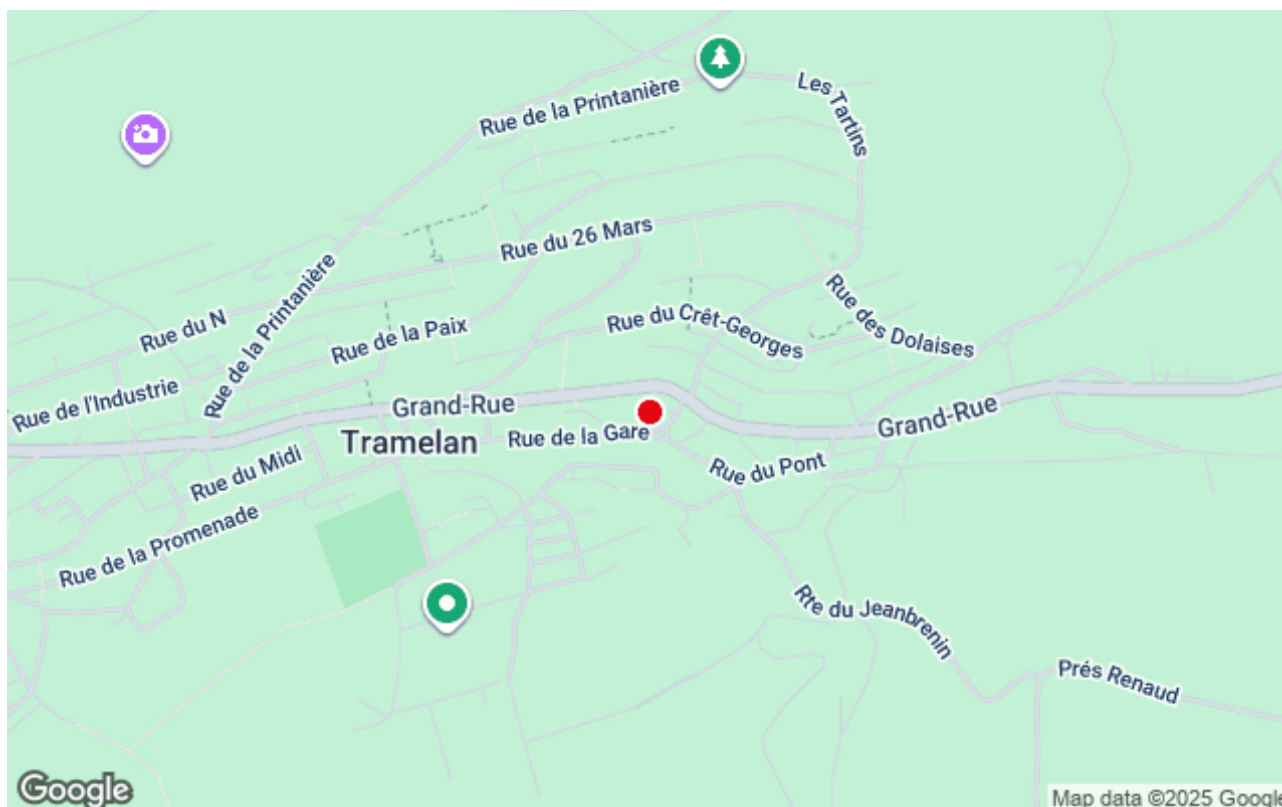 Rue de la Printanière
Les Tartins
Rue du 26 Mars
Rue de la Printanière
Rue du N
Rue de la Paix
Rue du Crêt-Georges
Rue des Dolaises
Rue de l'Industrie
Grand-Rue
Grand-Rue
Tramelan
Rue de la Gare
Rue du Midi
Rue du Pont
Rue de la Promenade
Rte du Jeanbrenin
Prés Renaud
Google
Map data ©2025 Google